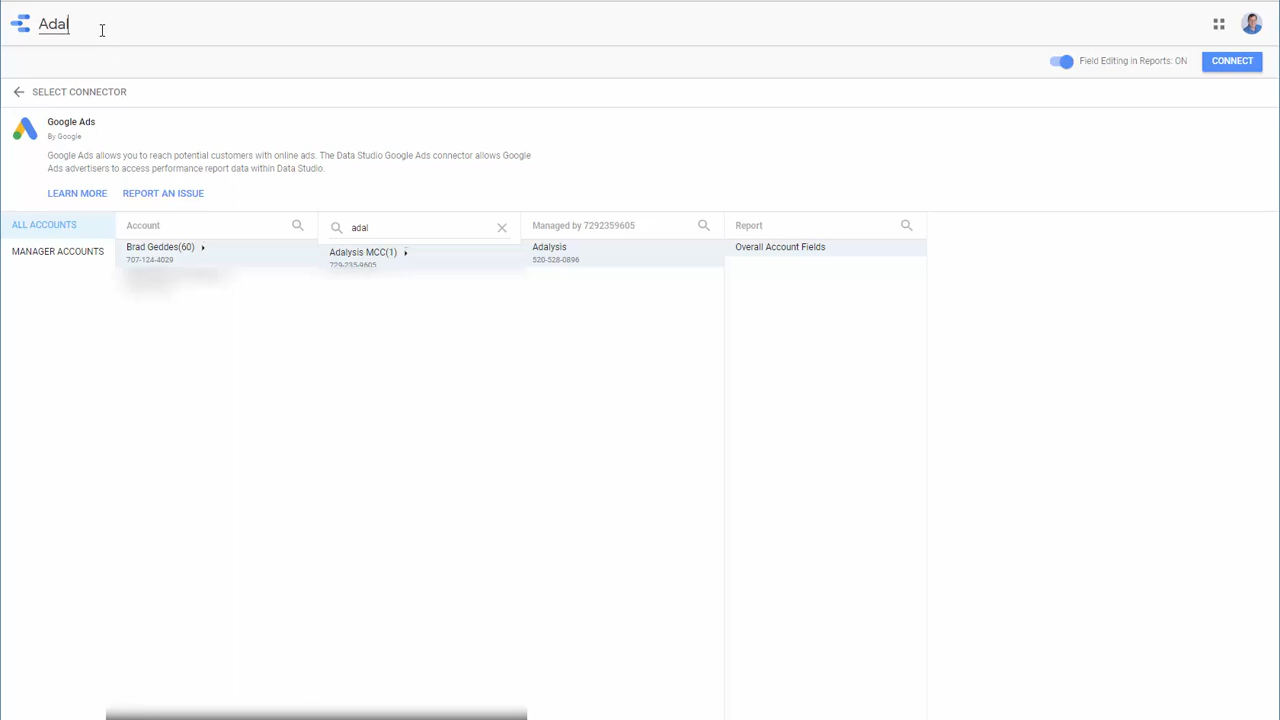 Adal
Field Editing in Reports: ON
CONNECT
SELECT CONNECTOR
Google Ads
By Google
Google Ads allows you to reach potential customers with online ads. The Data Studio Google Ads connector allows Google
Ads advertisers to access performance report data within Data Studio.
LEARN MORE
REPORT AN ISSUE
ALL ACCOUNTS
MANAGER ACCOUNTS
Account
Brad Geddes(60)
707-124-4029
adal
Adalysis MCC(1)
729-235-9605
Managed by 7292359605
Adalysis
520-528-0896
Report
Overall Account Fields